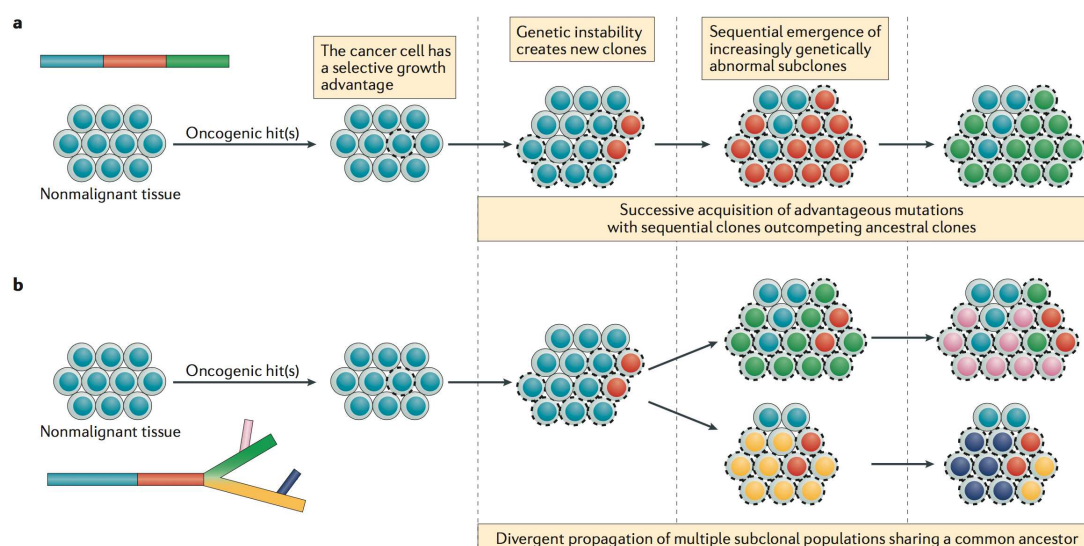 a
The cancer cell has
a selective growth
advantage
Genetic instability
creates new clones
Sequential emergence of
increasingly genetically
abnormal subclones
Oncogenic hit(s)
Nonmalignant tissue
Successive acquisition of advantageous mutations
with sequential clones outcompeting ancestral clones
b
Oncogenic hit(s)
Nonmalignant tissue
Divergent propagation of multiple subclonal populations sharing a common ancestor